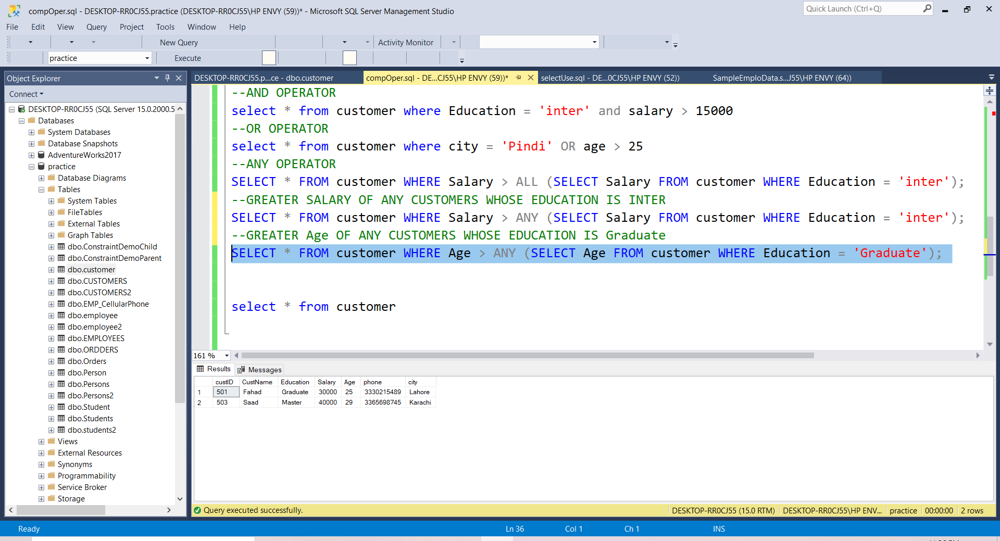 compOper.sql - DESKTOP-RR0CJ55.practice (DESKTOP-RR0CJ55\HP ENVY (59))* - Microsoft SQL Server Management Studio
Quick Launch (Ctrl+Q)
File Edit View Query Project Tools Window Help
New Query Activity Monitor
practice Execute
Object Explorer
Connect
DESKTOP-RR0CJ55 (SQL Server 15.0.2000.5
Databases
System Databases
Database Snapshots
AdventureWorks2017
practice
Database Diagrams
Tables
System Tables
FileTables
External Tables
Graph Tables
dbo.ConstraintDemoChild
dbo.ConstraintDemoParent
dbo.customer
dbo.CUSTOMERS
dbo.CUSTOMERS2
dbo.EMP_CellularPhone
dbo.employee
dbo.employee2
dbo.EMPLOYEES
dbo.ORDDERS
dbo.Orders
dbo.Person
dbo.Persons
dbo.Persons2
dbo.Student
dbo.Students
dbo.students2
Views
External Resources
Synonyms
Programmability
Service Broker
Storage
DESKTOP-RR0CJ55.p...ce - dbo.customer compOper.sql - DE...CJ55\HP ENVY (59))* selectUse.sql - DE...0CJ55\HP ENVY (52)) SampleEmploData.s...J55\HP ENVY (64))
--AND OPERATOR
select * from customer where Education = 'inter' and salary > 15000
--OR OPERATOR
select * from customer where city = 'Pindi' OR age > 25
--ANY OPERATOR
SELECT * FROM customer WHERE Salary > ALL (SELECT Salary FROM customer WHERE Education = 'inter');
--GREATER SALARY OF ANY CUSTOMERS WHOSE EDUCATION IS INTER
SELECT * FROM customer WHERE Salary > ANY (SELECT Salary FROM customer WHERE Education = 'inter');
--GREATER Age OF ANY CUSTOMERS WHOSE EDUCATION IS Graduate
SELECT * FROM customer WHERE Age > ANY (SELECT Age FROM customer WHERE Education = 'Graduate');
select * from customer
161 %
Results Messages
custID CustName Education Salary Age phone city
1 501 Fahad Graduate 30000 25 3330215489 Lahore
2 503 Saad Master 40000 29 3365698745 Karachi
Query executed successfully. DESKTOP-RR0CJ55 (15.0 RTM) DESKTOP-RR0CJ55\HP ENV... practice 00:00:00 2 rows
Ready Ln 36 Col 1 Ch 1 INS